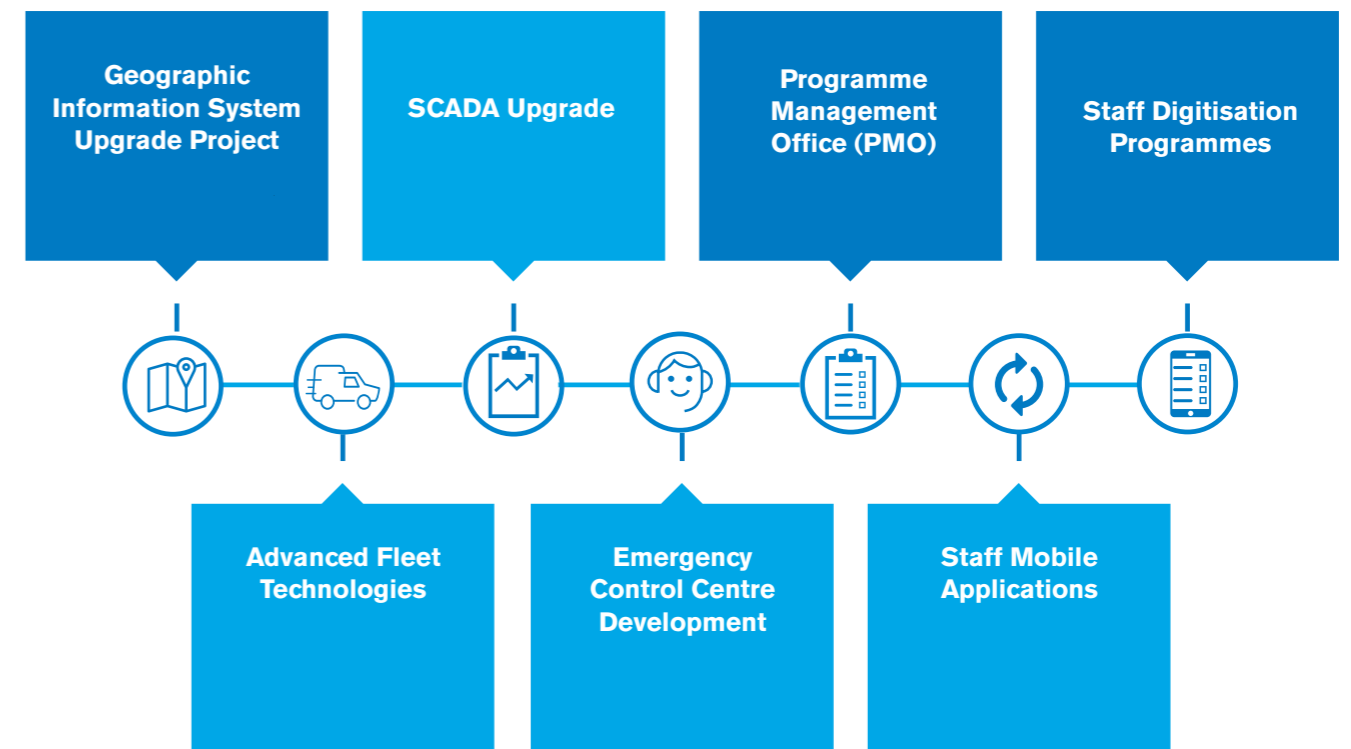 Geographic
Information System
Upgrade Project
SCADA Upgrade
Programme
Management
Office (PMO)
Staff Digitisation
Programmes
Advanced Fleet
Technologies
Emergency
Control Centre
Development
Staff Mobile
Applications